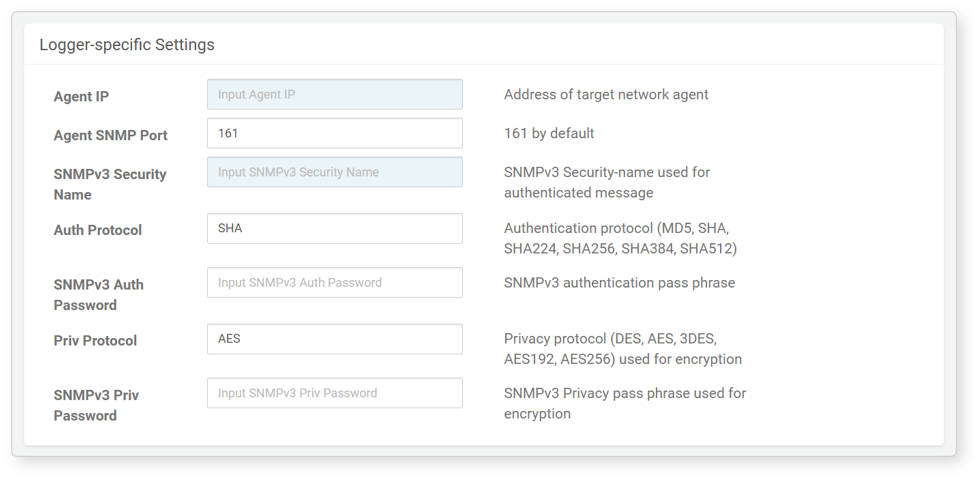 Logger-specific Settings
Agent IP
Input Agent IP
Address of target network agent
Agent SNMP Port
161
161 by default
SNMPv3 Security
Name
Input SNMPv3 Security Name
SNMPv3 Security-name used for
authenticated message
Auth Protocol
SHA
Authentication protocol (MD5, SHA,
SHA224, SHA256, SHA384, SHA512)
SNMPv3 Auth
Password
Input SNMPv3 Auth Password
SNMPv3 authentication pass phrase
Priv Protocol
AES
Privacy protocol (DES, AES, 3DES,
AES192, AES256) used for encryption
SNMPv3 Priv
Password
Input SNMPv3 Priv Password
SNMPv3 Privacy pass phrase used for
encryption